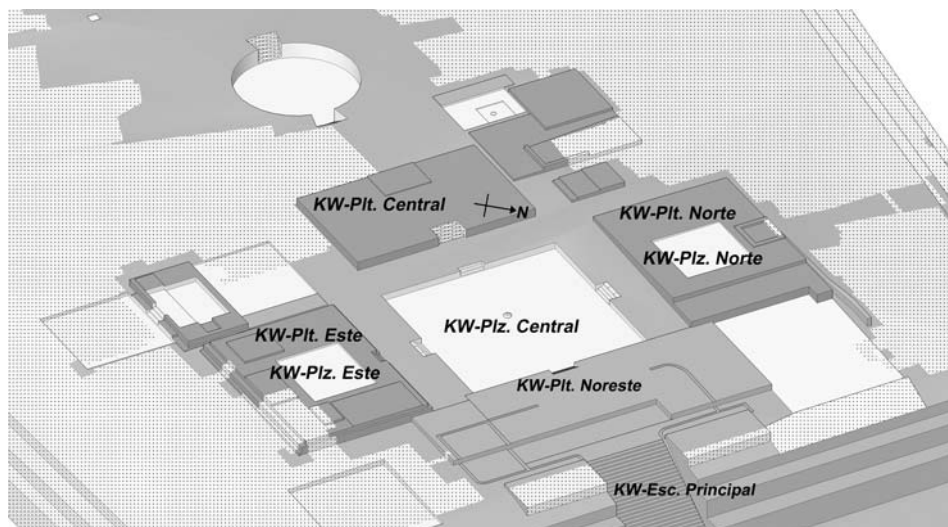 KW-Plt. Central
N
KW-Plt. Norte
KW-Plz. Norte
KW-Plz. Central
KW-Plt. Este
KW-Plz. Este
KW-Plt. Noreste
KW-Esc. Principal